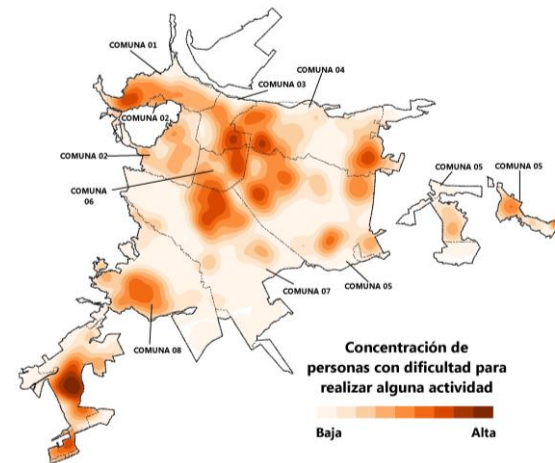 COMUNA 01
COMUNA 03
COMUNA 04
COMUNA 02
COMUNA 02
COMUNA
06
COMUNA 05
COMUNA 05
COMUNA 07
COMUNA 05
COMUNA 08
Concentración de
personas con dificultad para
realizar alguna actividad
Baja
Alta